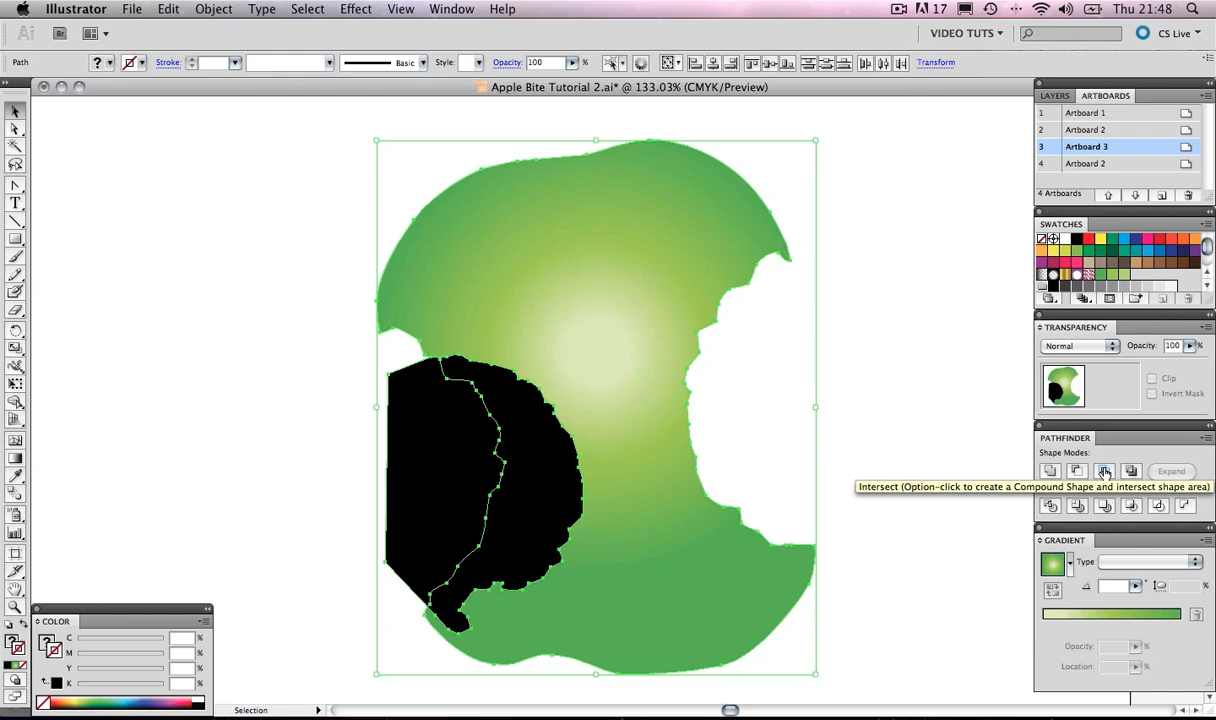 Illustrator File Edit Object Type Select Effect View Window Help 17 Thu 21:48
Ai Br VIDEO TUTS CS Live
Path ? Stroke: Basic Style: Opacity: 100 % Transform
Apple Bite Tutorial 2.ai* @ 133.03% (CMYK/Preview)
LAYERS ARTBOARDS
1 Artboard 1
2 Artboard 2
3 Artboard 3
4 Artboard 2
4 Artboards
SWATCHES
TRANSPARENCY
Normal Opacity: 100 %
Clip
Invert Mask
PATHFINDER
Shape Modes:
Expand
Intersect (Option-click to create a Compound Shape and intersect shape area)
GRADIENT
Type
° %
Opacity: %
Location: %
COLOR
C %
M %
Y %
K %
Selection